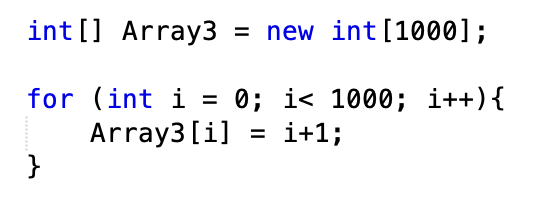 int[] Array3 = new int[1000];
for (int i = 0; i< 1000; i++){
Array3[i] = i+1;
}